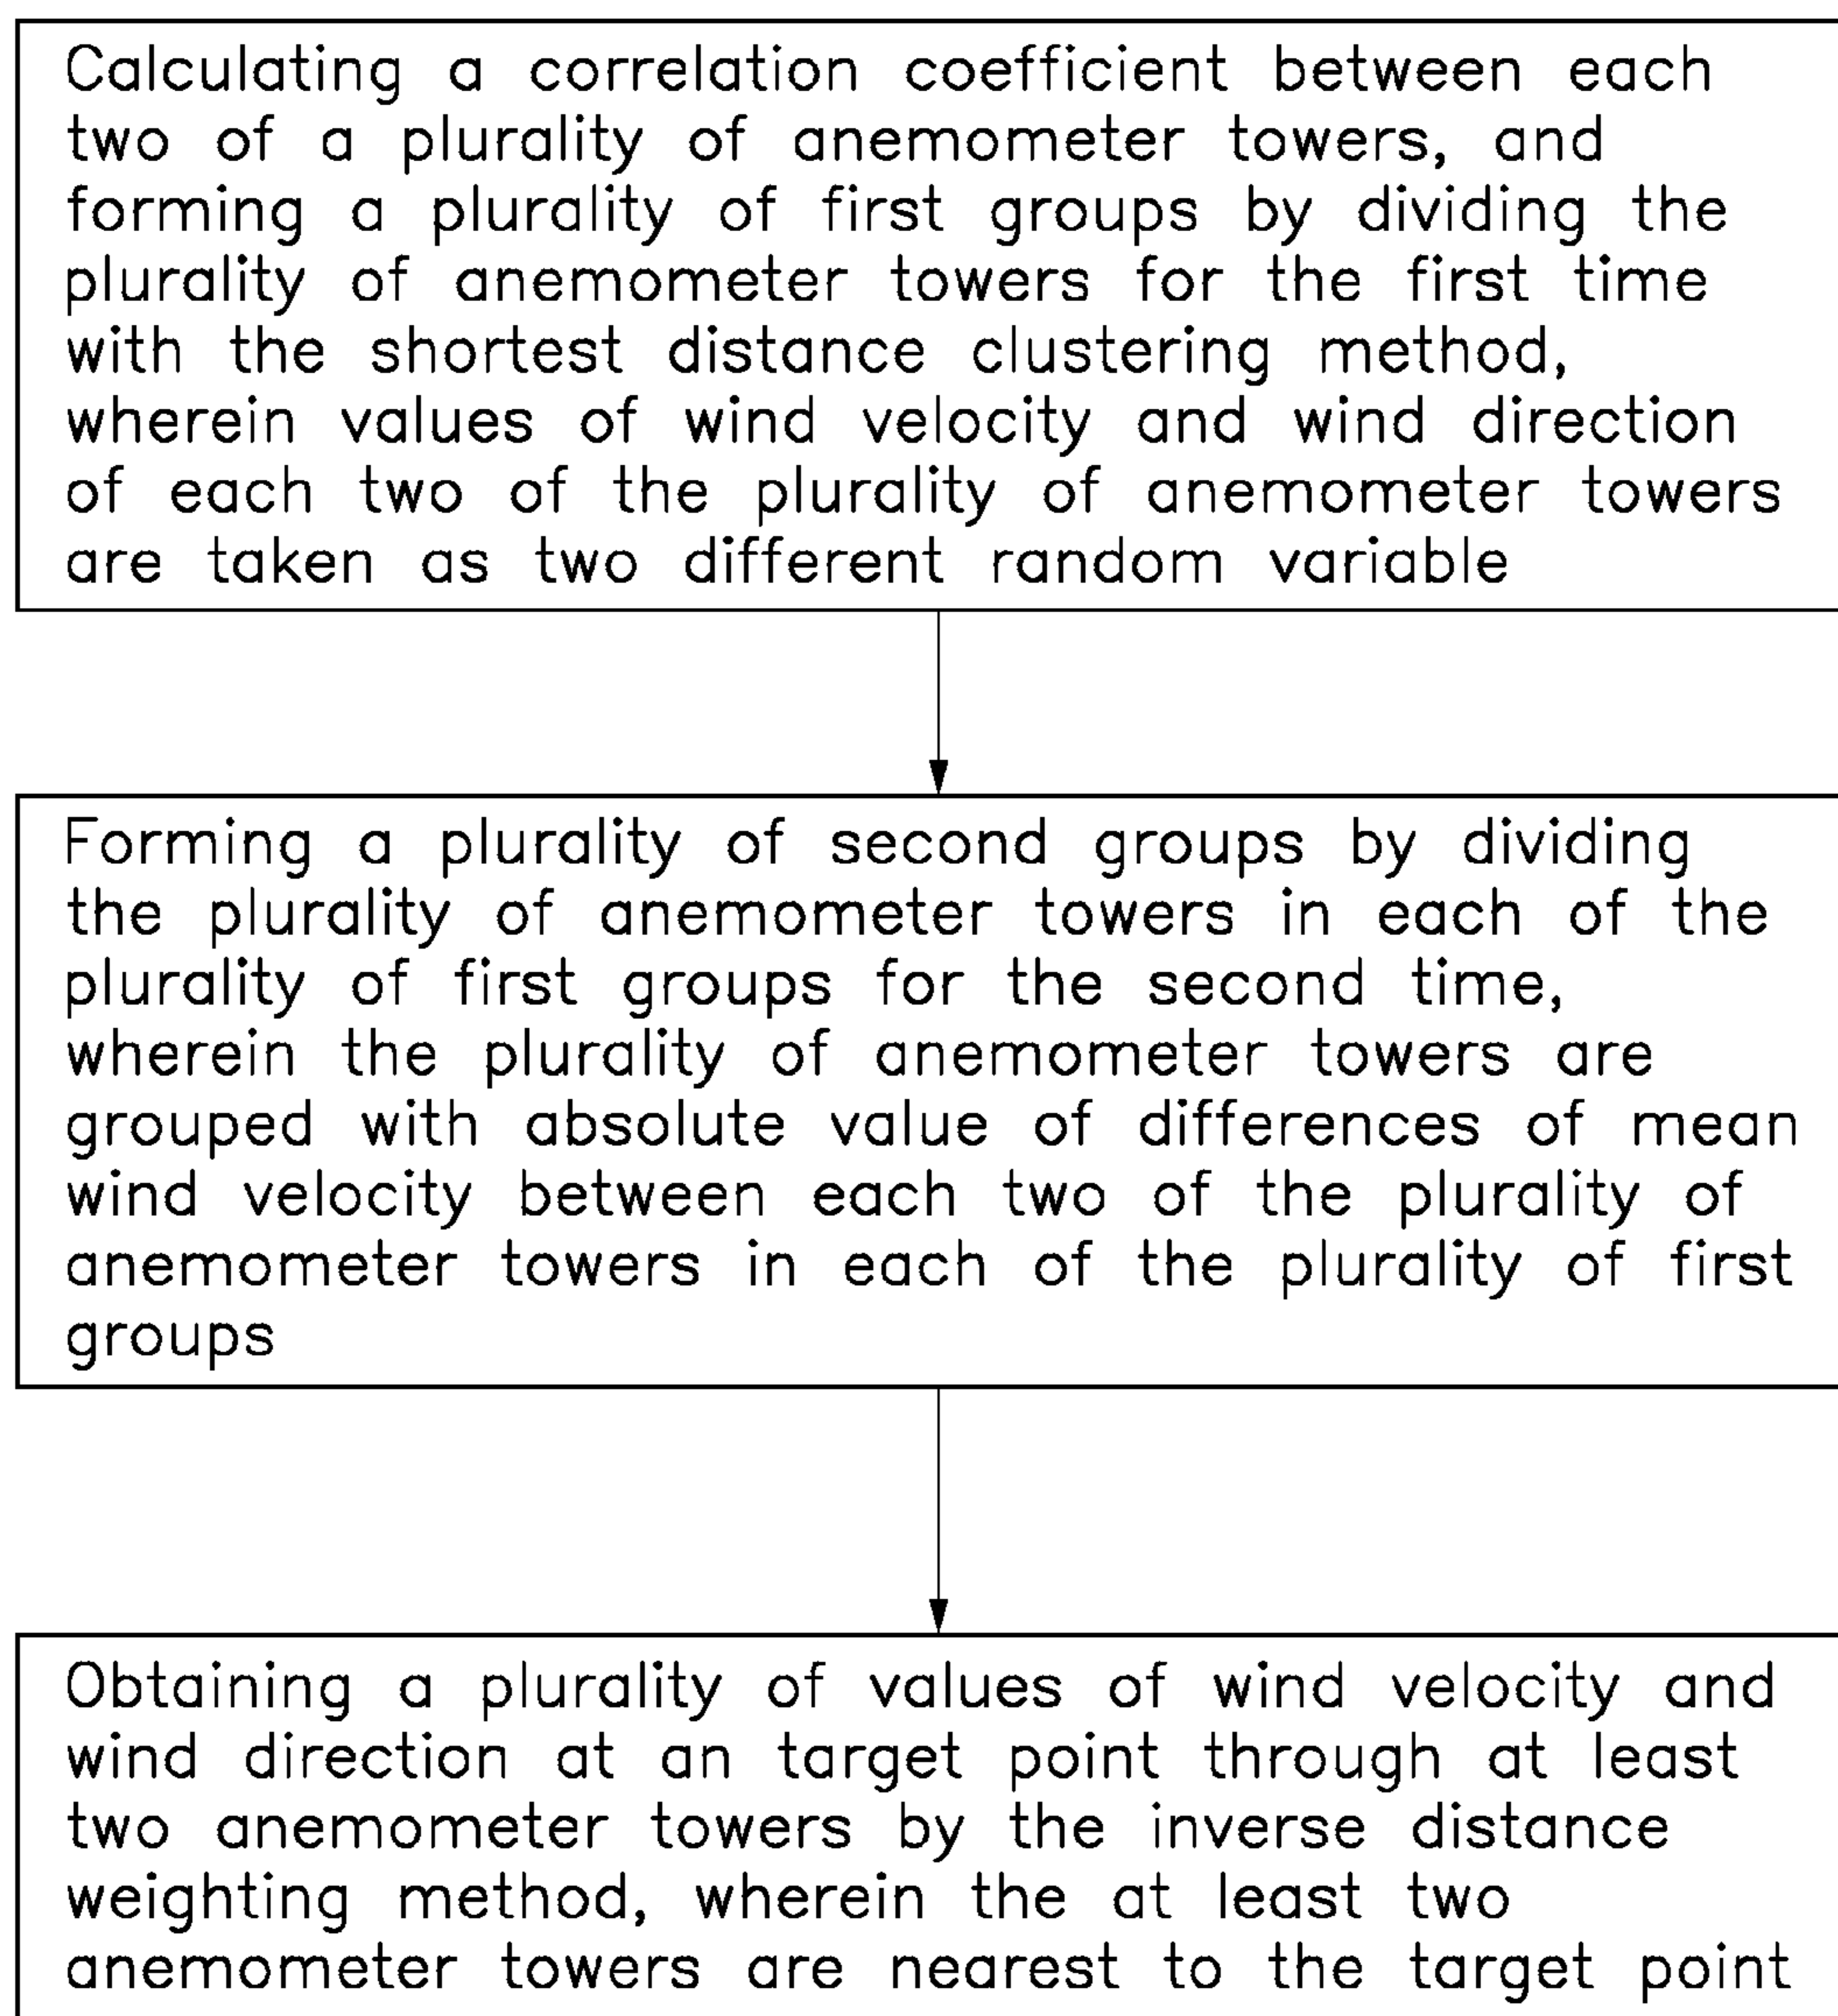 Calculating a correlation coefficient between each
two of a plurality of anemometer towers, and
forming a plurality of first groups by dividing the
plurality of anemometer towers for the first time
with the shortest distance clustering method,
wherein values of wind velocity and wind direction
of each two of the plurality of anemometer towers
are taken as two different random variable
Forming a plurality of second groups by dividing
the plurality of anemometer towers in each of the
plurality of first groups for the second time,
wherein the plurality of anemometer towers are
grouped with absolute value of differences of mean
wind velocity between each two of the plurality of
anemometer towers in each of the plurality of first
groups
Obtaining a plurality of values of wind velocity and
wind direction at an target point through at least
two anemometer towers by the inverse distance
weighting method, wherein the at least two
anemometer towers are nearest to the target point